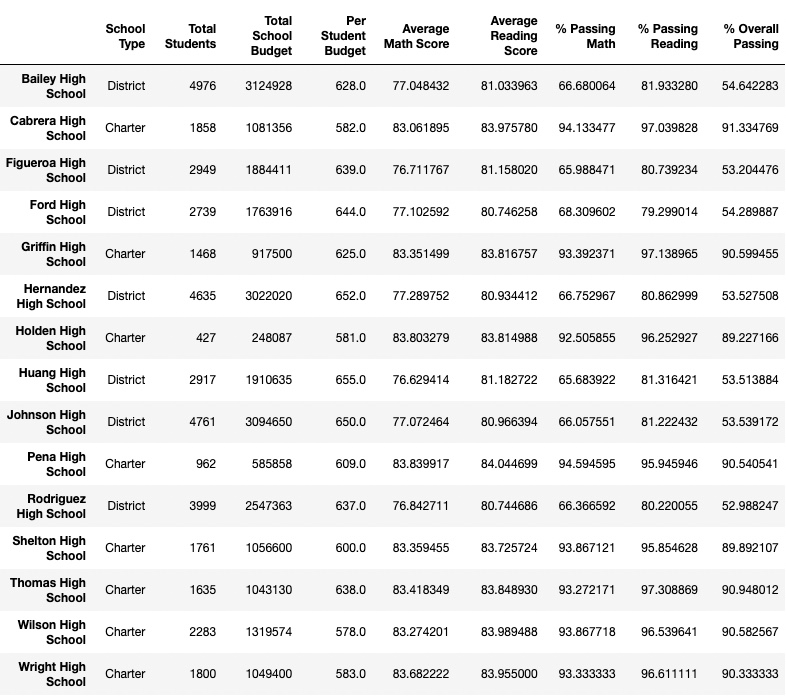 School Type Total Students Total School Budget Per Student Budget Average Math Score Average Reading Score % Passing Math % Passing Reading % Overall Passing
Bailey High School District 4976 3124928 628.0 77.048432 81.033963 66.680064 81.933280 54.642283
Cabrera High School Charter 1858 1081356 582.0 83.061895 83.975780 94.133477 97.039828 91.334769
Figueroa High School District 2949 1884411 639.0 76.711767 81.158020 65.988471 80.739234 53.204476
Ford High School District 2739 1763916 644.0 77.102592 80.746258 68.309602 79.299014 54.289887
Griffin High School Charter 1468 917500 625.0 83.351499 83.816757 93.392371 97.138965 90.599455
Hernandez High School District 4635 3022020 652.0 77.289752 80.934412 66.752967 80.862999 53.527508
Holden High School Charter 427 248087 581.0 83.803279 83.814988 92.505855 96.252927 89.227166
Huang High School District 2917 1910635 655.0 76.629414 81.182722 65.683922 81.316421 53.513884
Johnson High School District 4761 3094650 650.0 77.072464 80.966394 66.057551 81.222432 53.539172
Pena High School Charter 962 585858 609.0 83.839917 84.044699 94.594595 95.945946 90.540541
Rodriguez High School District 3999 2547363 637.0 76.842711 80.744686 66.366592 80.220055 52.988247
Shelton High School Charter 1761 1056600 600.0 83.359455 83.725724 93.867121 95.854628 89.892107
Thomas High School Charter 1635 1043130 638.0 83.418349 83.848930 93.272171 97.308869 90.948012
Wilson High School Charter 2283 1319574 578.0 83.274201 83.989488 93.867718 96.539641 90.582567
Wright High School Charter 1800 1049400 583.0 83.682222 83.955000 93.333333 96.611111 90.333333